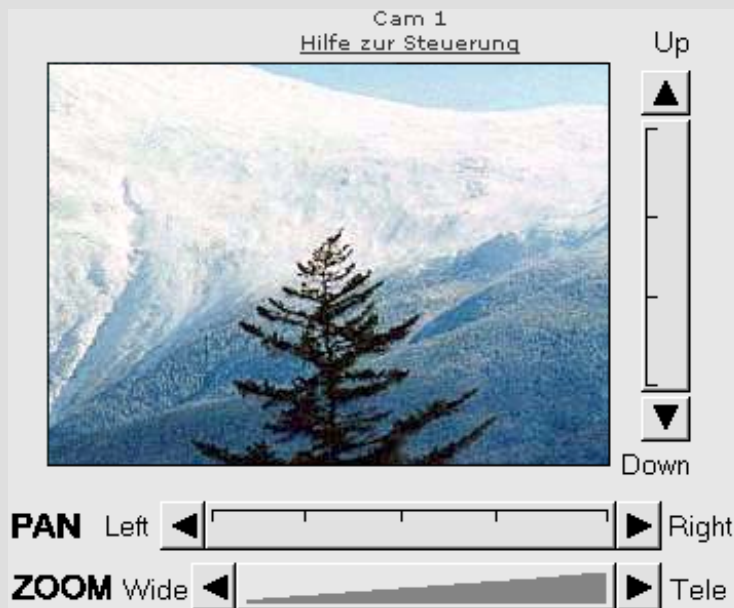 Cam 1
Hilfe zur Steuerung
Up
Down
PAN Left Right
ZOOM Wide Tele